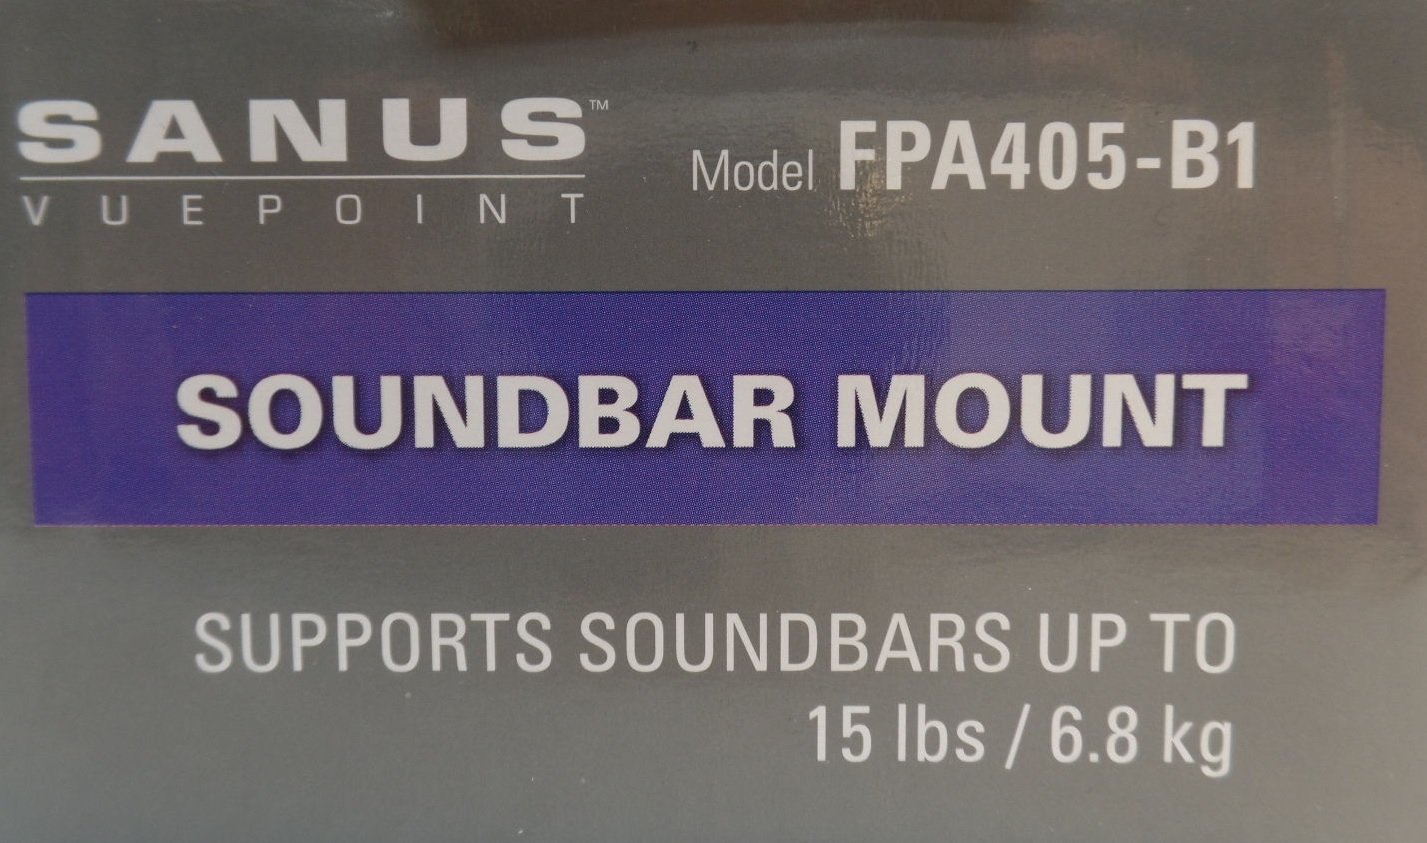 SANUS™
VUEPOINT
Model FPA405-B1
SOUNDBAR MOUNT
SUPPORTS SOUNDBARS UP TO
15 lbs / 6.8 kg